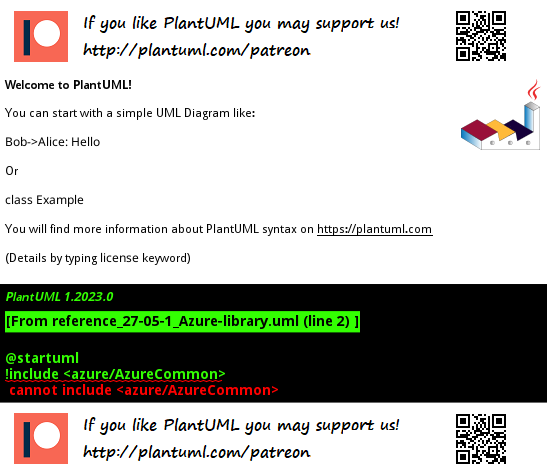 If you like PlantUML you may support us!
http://plantuml.com/patreon
Welcome to PlantUML!
You can start with a simple UML Diagram like:
Bob->Alice: Hello
Or
class Example
You will find more information about PlantUML syntax on https://plantuml.com
(Details by typing license keyword)
PlantUML 1.2023.0
[From reference_27-05-1_Azure-library.uml (line 2) ]
@startuml
!include <azure/AzureCommon>
cannot include <azure/AzureCommon>
If you like PlantUML you may support us!
http://plantuml.com/patreon